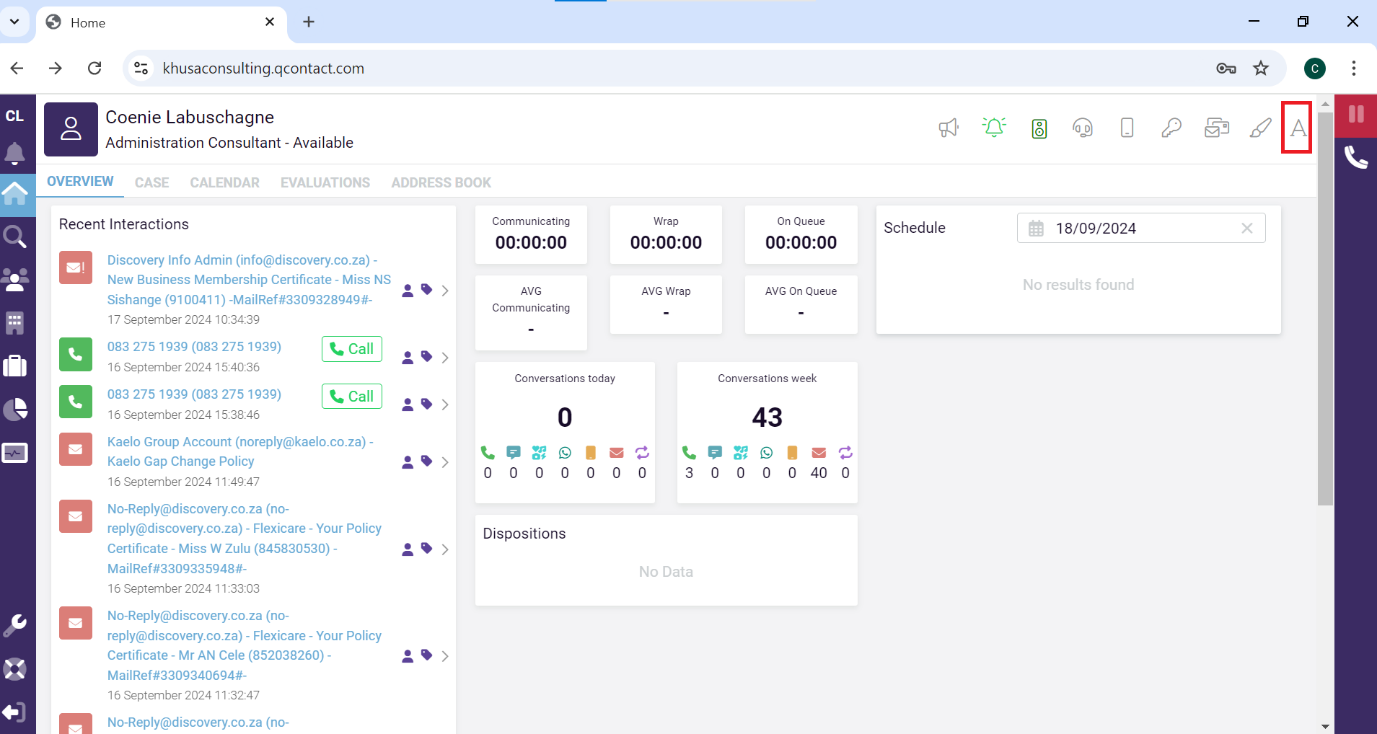 Home
khusaconsulting.qcontact.com
C
CL
Coenie Labuschagne
Administration Consultant - Available
A
OVERVIEW CASE CALENDAR EVALUATIONS ADDRESS BOOK
Recent Interactions
Discovery Info Admin (info@discovery.co.za) -
New Business Membership Certificate - Miss NS
Sishange (9100411) -MailRef#3309328949#-
17 September 2024 10:34:39
083 275 1939 (083 275 1939)
Call
16 September 2024 15:40:36
083 275 1939 (083 275 1939)
Call
16 September 2024 15:38:46
Kaelo Group Account (noreply@kaelo.co.za) -
Kaelo Gap Change Policy
16 September 2024 11:49:47
No-Reply@discovery.co.za (no-
reply@discovery.co.za) - Flexicare - Your Policy
Certificate - Miss W Zulu (845830530) -
MailRef#3309335948#-
16 September 2024 11:33:03
No-Reply@discovery.co.za (no-
reply@discovery.co.za) - Flexicare - Your Policy
Certificate - Mr AN Cele (852038260) -
MailRef#3309340694#-
16 September 2024 11:32:47
No-Reply@discovery.co.za (no-
Communicating
00:00:00
Wrap
00:00:00
On Queue
00:00:00
AVG
Communicating
-
AVG Wrap
-
AVG On Queue
-
Conversations today
0
0 0 0 0 0 0 0
Conversations week
43
3 0 0 0 0 40 0
Dispositions
No Data
Schedule
18/09/2024
No results found